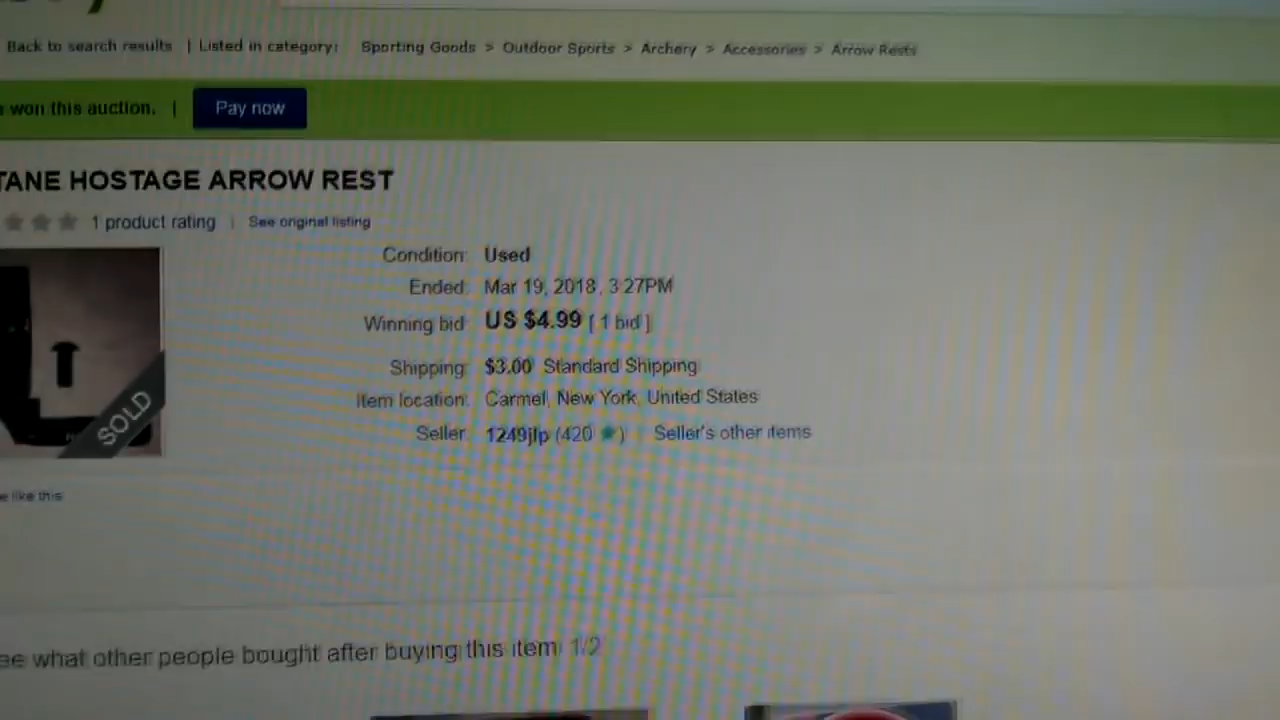 Back to search results | Listed in category: Sporting Goods > Outdoor Sports > Archery > Accessories > Arrow Rests
won this auction. | Pay now
TANE HOSTAGE ARROW REST
1 product rating | See original listing
Condition: Used
Ended: Mar 19, 2018, 3:27PM
Winning bid: US $4.99 [ 1 bid ]
Shipping: $3.00 Standard Shipping
Item location: Carmel, New York, United States
Seller: 1249jlp (420 ★) | Seller's other items
SOLD
e like this
ee what other people bought after buying this item 1/2